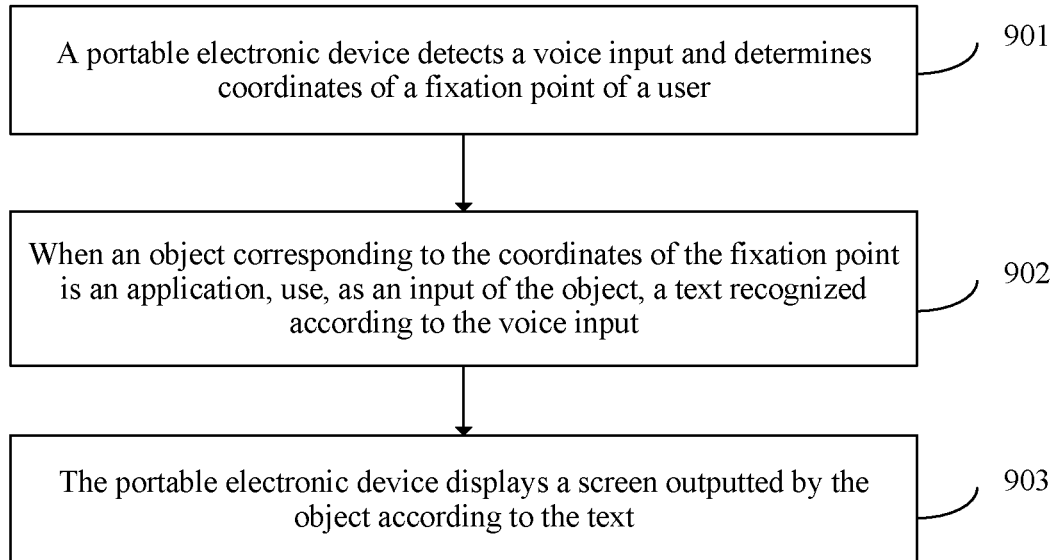 A portable electronic device detects a voice input and determines
coordinates of a fixation point of a user
901
When an object corresponding to the coordinates of the fixation point
is an application, use, as an input of the object, a text recognized
according to the voice input
902
The portable electronic device displays a screen outputted by the
object according to the text
903